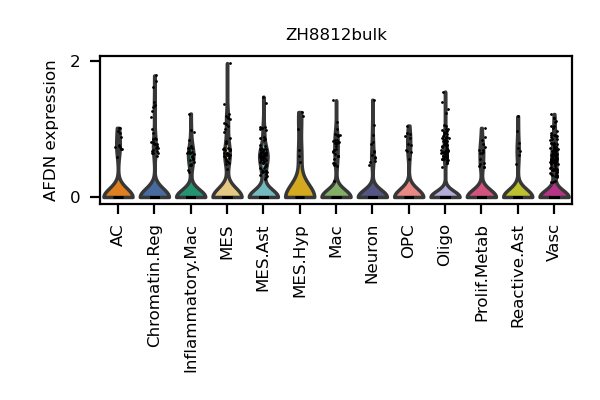 ZH8812bulk
AFDN expression
2
0
AC
Chromatin.Reg
Inflammatory.Mac
MES
MES.Ast
MES.Hyp
Mac
Neuron
OPC
Oligo
Prolif.Metab
Reactive.Ast
Vasc